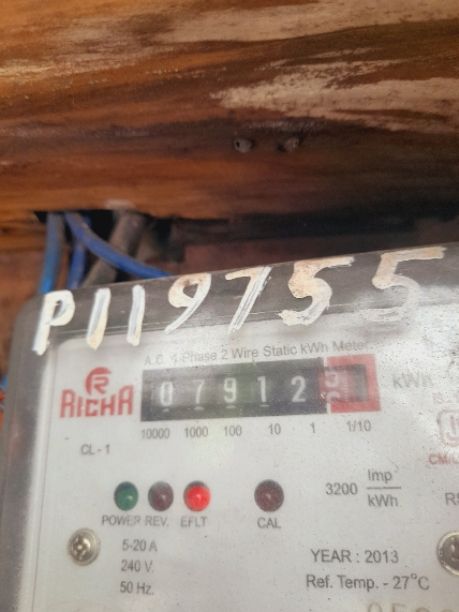 P119755
A.C. 1-Phase 2 Wire Static kWh Meter
RICHA
07912
kWh
10000 1000 100 10 1 1/10
CL-1
3200 Imp/kWh
POWER REV. EFLT CAL
5-20 A
240 V.
50 Hz.
YEAR : 2013
Ref. Temp. - 27°C